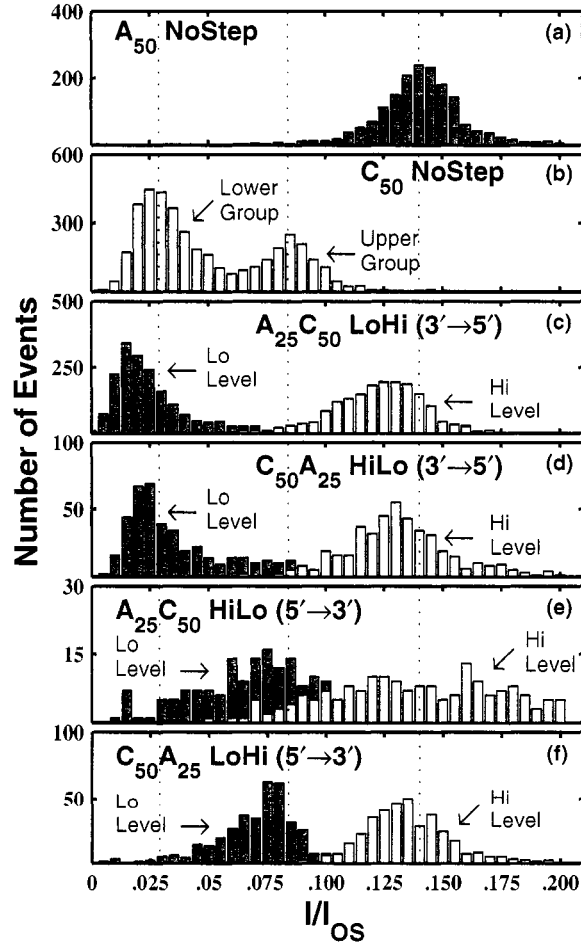 Number of Events
400
200
A50 NoStep
(a)
600
300
C50 NoStep
(b)
Lower
Group
Upper
Group
500
250
A25C50 LoHi (3′→5′)
(c)
Lo
Level
Hi
Level
100
50
C50A25 HiLo (3′→5′)
(d)
Lo
Level
Hi
Level
30
15
A25C50 HiLo (5′→3′)
(e)
Lo
Level
Hi
Level
100
50
C50A25 LoHi (5′→3′)
(f)
Lo
Level
Hi
Level
0 .025 .05 .075 .100 .125 .150 .175 .200
I/IOS